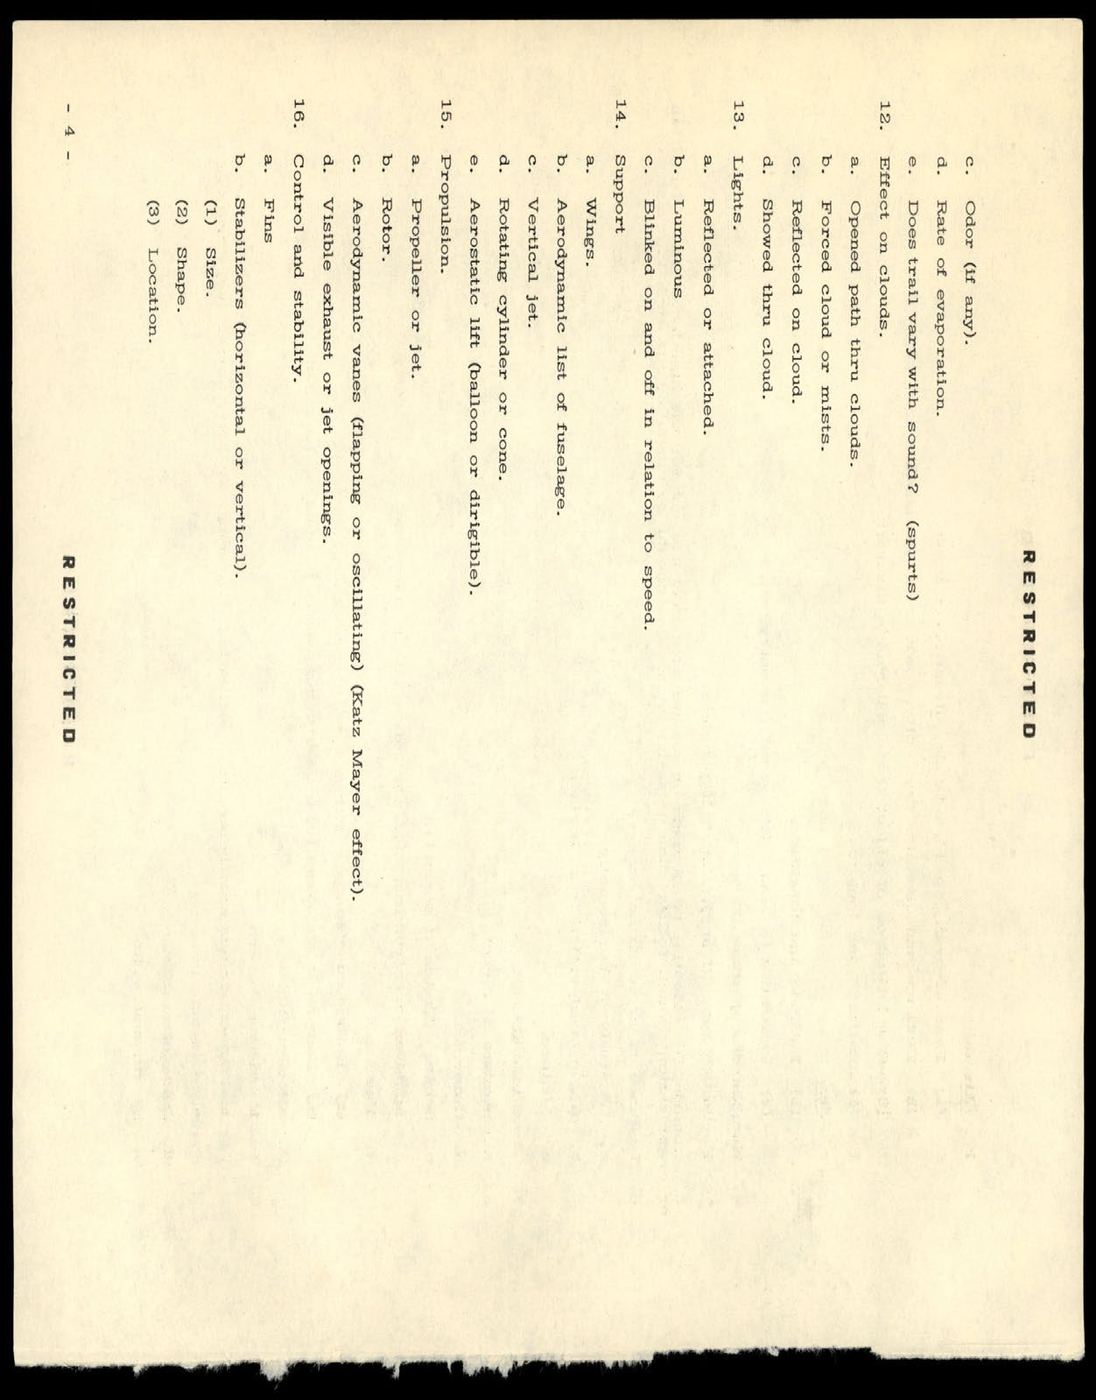 RESTRICTED
c. Odor (if any).
d. Rate of evaporation.
e. Does trail vary with sound? (spurts)
12. Effect on clouds.
a. Opened path thru clouds.
b. Forced cloud or mists.
c. Reflected on cloud.
d. Showed thru cloud.
13. Lights.
a. Reflected or attached.
b. Luminous
c. Blinked on and off in relation to speed.
14. Support
a. Wings.
b. Aerodynamic list of fuselage.
c. Vertical jet.
d. Rotating cylinder or cone.
e. Aerostatic lift (balloon or dirigible).
15. Propulsion.
a. Propeller or jet.
b. Rotor.
c. Aerodynamic vanes (flapping or oscillating) (Katz Mayer effect).
d. Visible exhaust or jet openings.
16. Control and stability.
a. Fins
b. Stabilizers (horizontal or vertical).
(1) Size.
(2) Shape.
(3) Location.
- 4 -
RESTRICTED